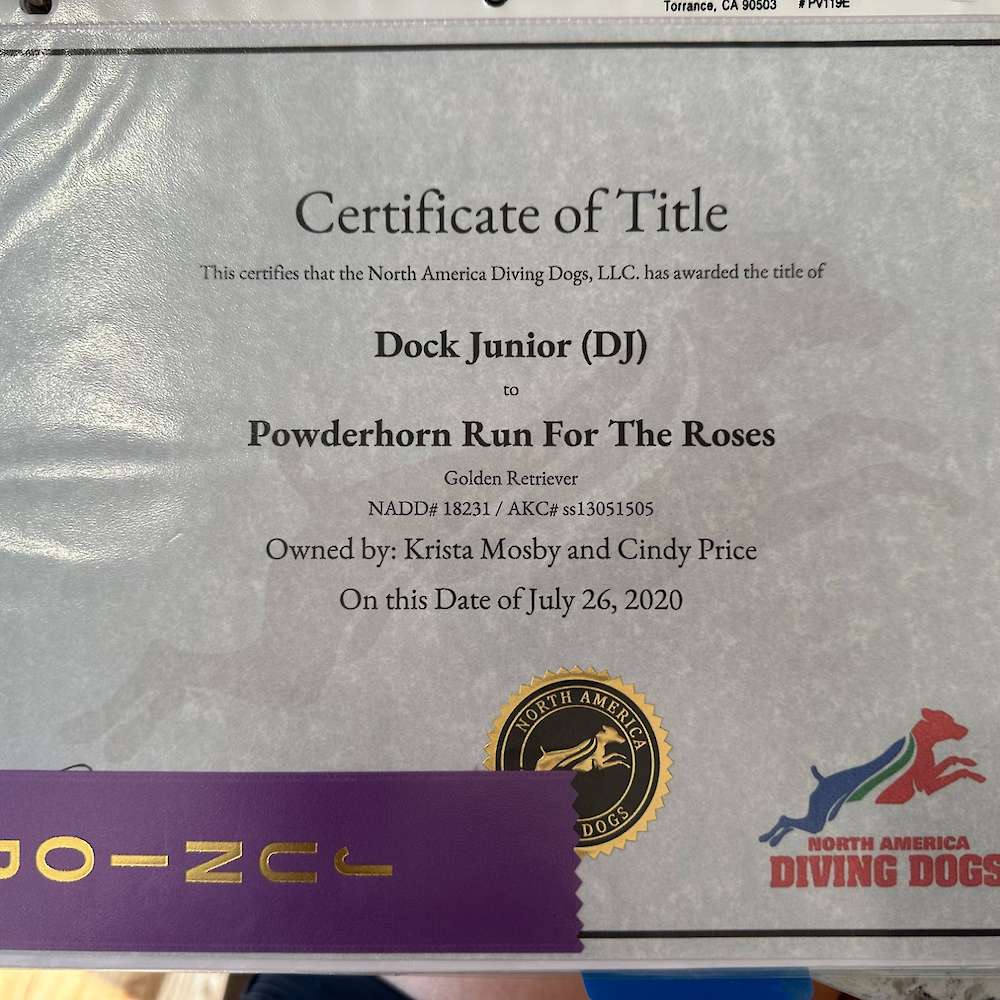 Torrance, CA 90503 # PV119E
Certificate of Title
This certifies that the North America Diving Dogs, LLC. has awarded the title of
Dock Junior (DJ)
to
Powderhorn Run For The Roses
Golden Retriever
NADD# 18231 / AKC# ss13051505
Owned by: Krista Mosby and Cindy Price
On this Date of July 26, 2020
NORTH AMERICA
DOGS
JUNIO
NORTH AMERICA
DIVING DOGS